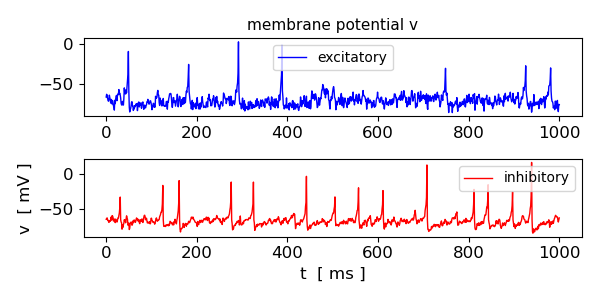 membrane potential v
0
−50
excitatory
0 200 400 600 800 1000
0
−50
inhibitory
0 200 400 600 800 1000
v [ mV ]
t [ ms ]